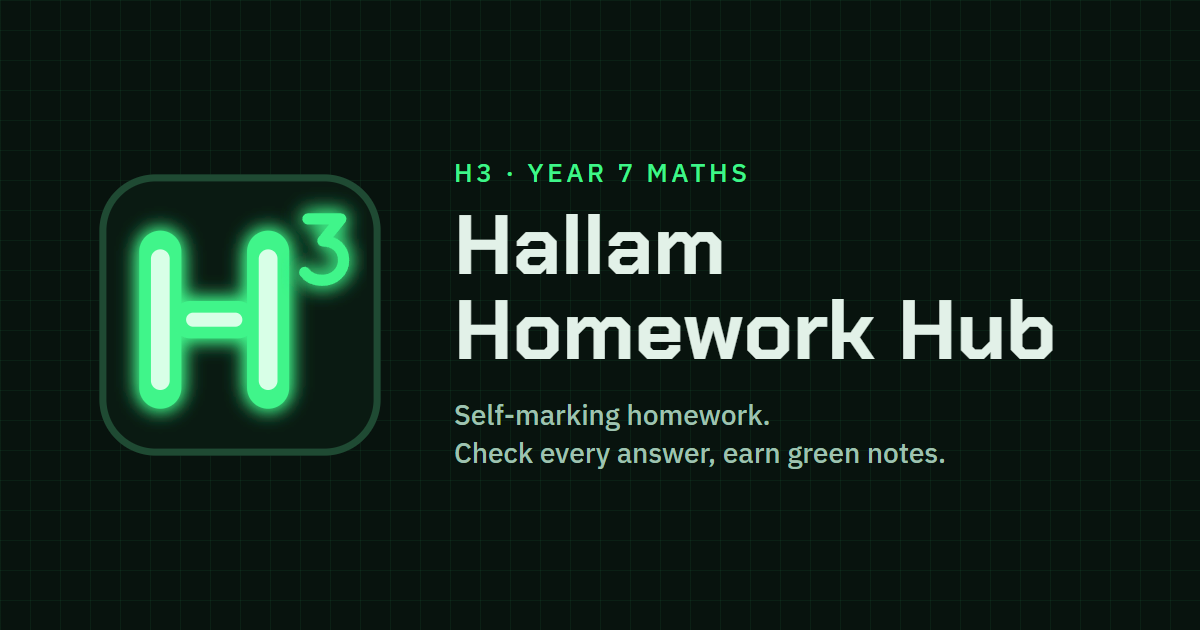 H³
H3 · YEAR 7 MATHS
Hallam
Homework Hub
Self-marking homework.
Check every answer, earn green notes.